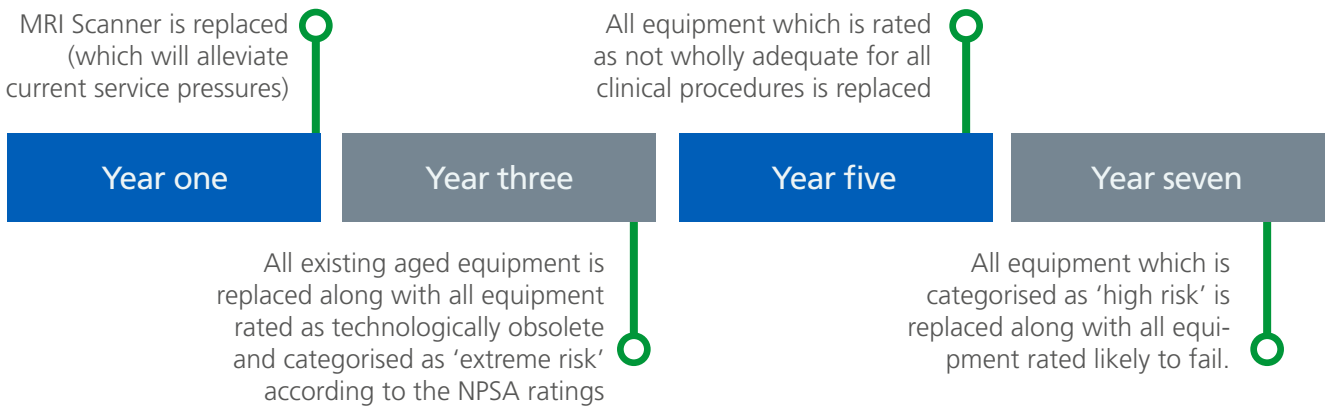 MRI Scanner is replaced
(which will alleviate
current service pressures)
All equipment which is rated
as not wholly adequate for all
clinical procedures is replaced
Year one
Year three
Year five
Year seven
All existing aged equipment is
replaced along with all equipment
rated as technologically obsolete
and categorised as ‘extreme risk’
according to the NPSA ratings
All equipment which is
categorised as ‘high risk’ is
replaced along with all equi-
pment rated likely to fail.